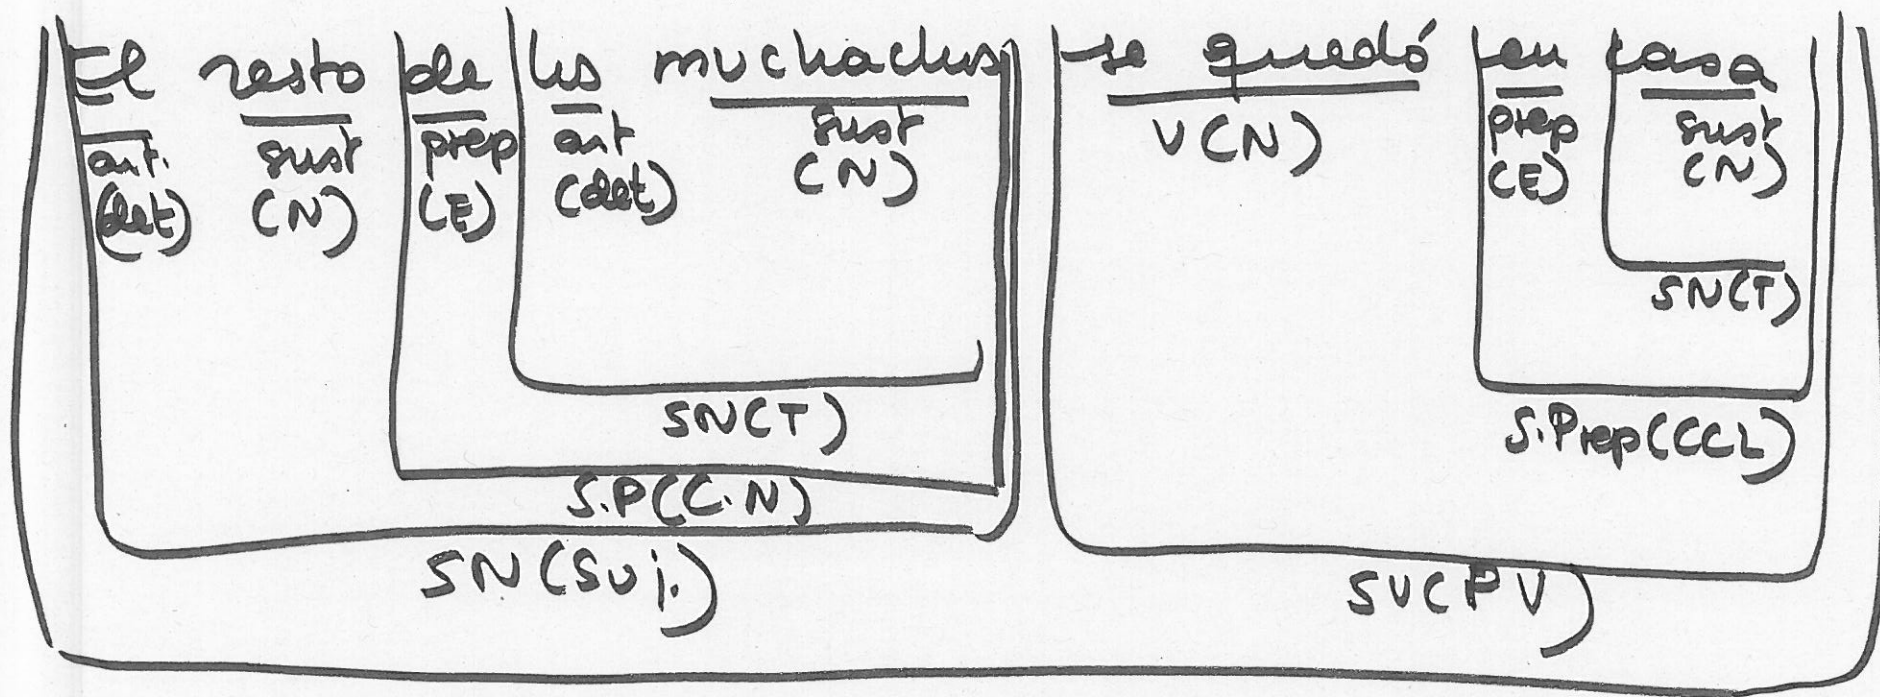 El resto de los muchachos se quedó en casa
art. sust prep art sust V(N) prep sust
(det) (N) (E) (det) (N) (E) (N)
SN(T)
SN(T) S.Prep(CCL)
S.P(C.N)
SN(Suj.) SV(PV)